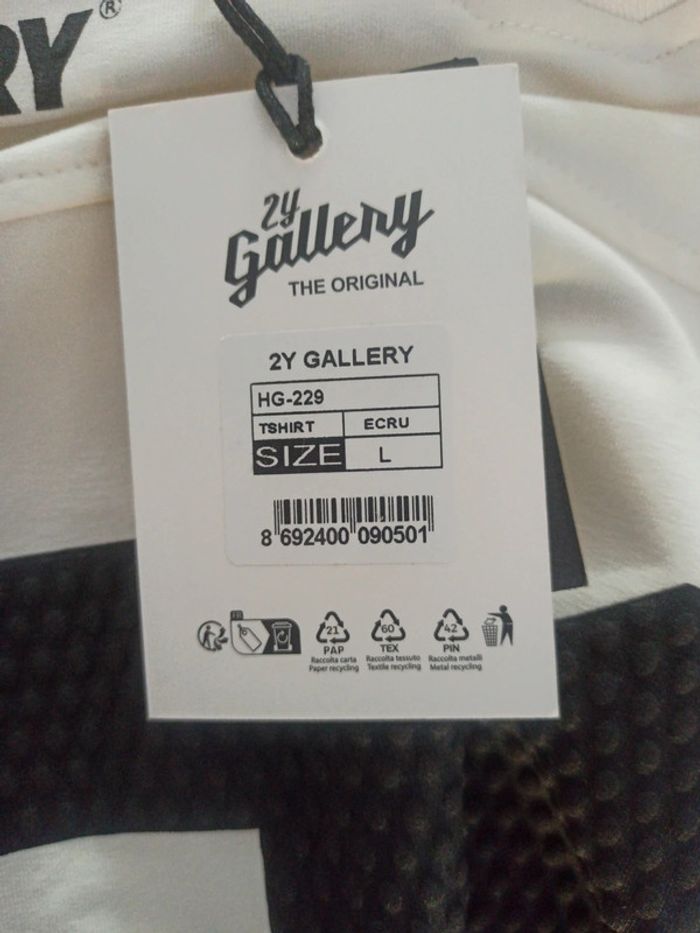 RY®
2Y
Gallery
THE ORIGINAL
2Y GALLERY
HG-229
TSHIRT ECRU
SIZE L
8 692400 090501
FR
21 60 42
PAP TEX PIN
Raccolta carta Raccolta tessuto Raccolta metalli
Paper recycling Textile recycling Metal recycling